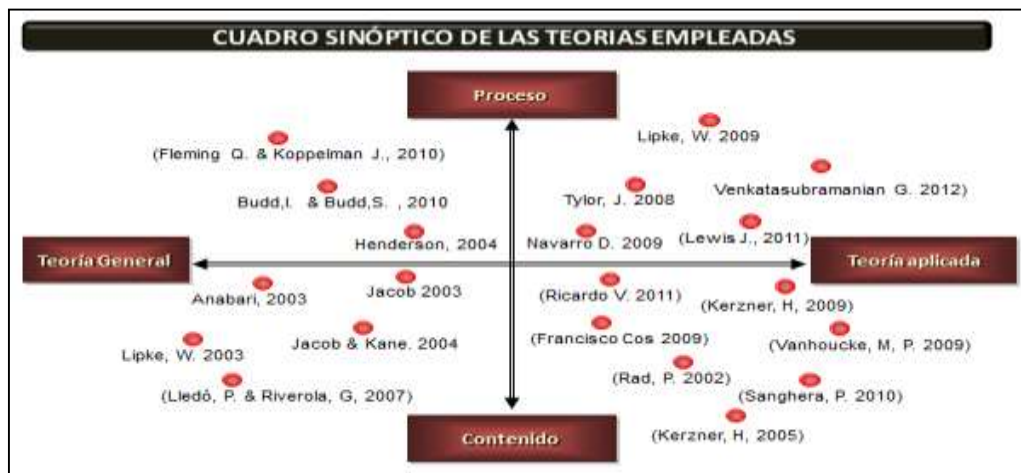 CUADRO SINÓPTICO DE LAS TEORIAS EMPLEADAS
Proceso
Lipke, W. 2009
(Fleming Q. & Koppelman J., 2010)
Venkatasubramanian G. 2012)
Budd,I. & Budd,S. , 2010
Tylor, J. 2008
Henderson, 2004
Navarro D. 2009
(Lewis J., 2011)
Teoría General
Teoría aplicada
Anabari, 2003
Jacob 2003
(Ricardo V. 2011)
(Kerzner, H, 2009)
Lipke, W. 2003
Jacob & Kane. 2004
(Francisco Cos 2009)
(Vanhoucke, M, P. 2009)
(Rad, P. 2002)
(Lledó, P. & Riverola, G, 2007)
(Sanghera, P. 2010)
Contenido
(Kerzner, H, 2005)